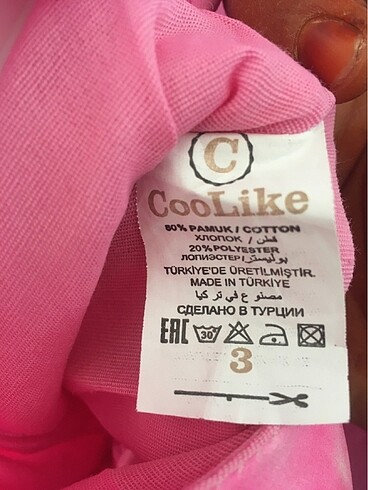 C
CooLike
80% PAMUK / COTTON
ХЛОПОК / قطن
20% POLYESTER
ЛОПИЭСТЕР / بوليستر
TÜRKİYE'DE ÜRETİLMİŞTİR.
MADE IN TÜRKİYE
مصنوع في تركيا
СДЕЛАНО В ТУРЦИИ
EAC 30°
3